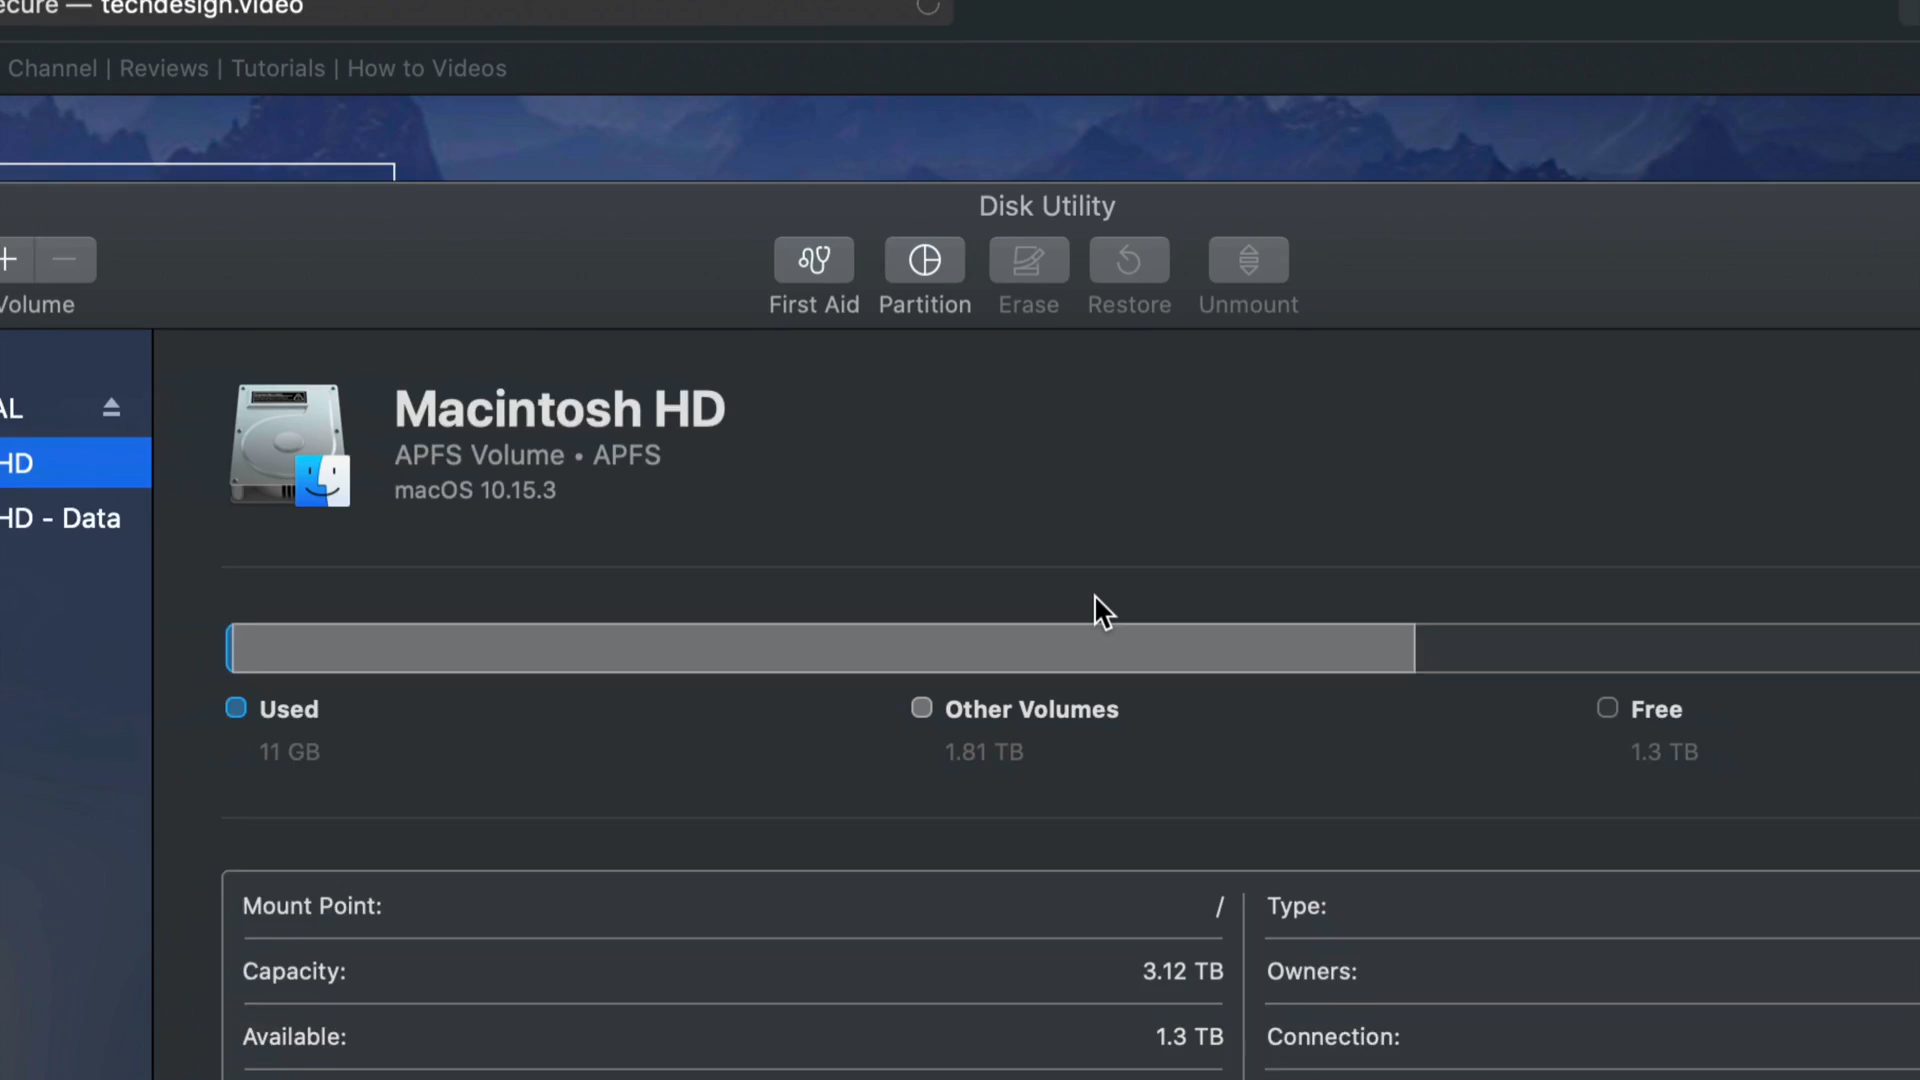 — techdesign.video
Channel | Reviews | Tutorials | How to Videos
Disk Utility
Volume
First Aid
Partition
Erase
Restore
Unmount
AL
HD
HD - Data
Macintosh HD
APFS Volume • APFS
macOS 10.15.3
Used
11 GB
Other Volumes
1.81 TB
Free
1.3 TB
Mount Point: /
Capacity: 3.12 TB
Available: 1.3 TB
Type:
Owners:
Connection: